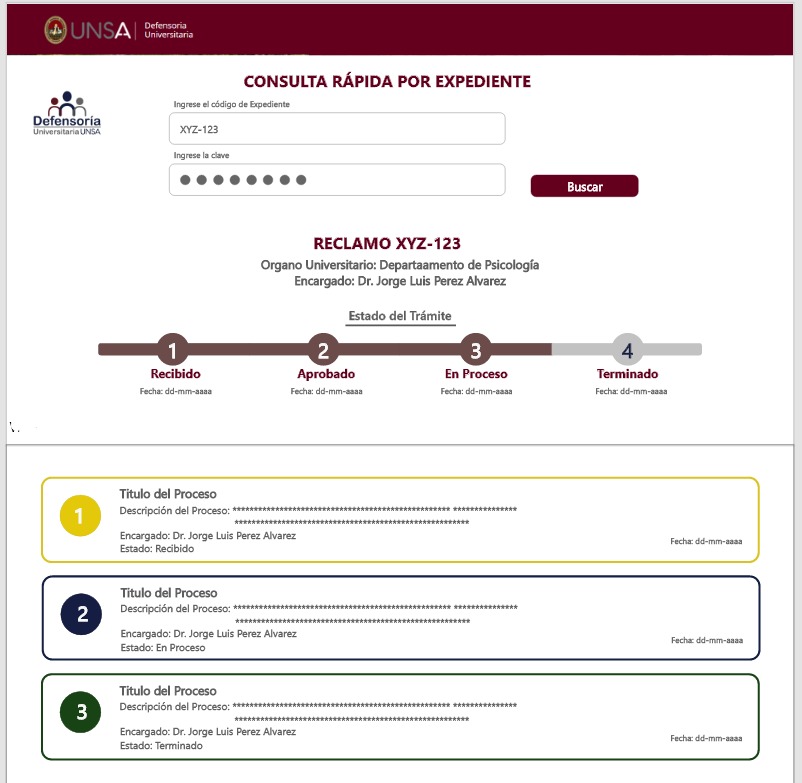 UNSA Defensoria
Universitaria
CONSULTA RÁPIDA POR EXPEDIENTE
Defensoría
Universitaria UNSA
Ingrese el código de Expediente
XYZ-123
Ingrese la clave
Buscar
RECLAMO XYZ-123
Organo Universitario: Departaamento de Psicología
Encargado: Dr. Jorge Luis Perez Alvarez
Estado del Trámite
1 2 3 4
Recibido Aprobado En Proceso Terminado
Fecha: dd-mm-aaaa Fecha: dd-mm-aaaa Fecha: dd-mm-aaaa Fecha: dd-mm-aaaa
1
Titulo del Proceso
Descripción del Proceso: *************************************************** ***************
*******************************************************
Encargado: Dr. Jorge Luis Perez Alvarez
Estado: Recibido
Fecha: dd-mm-aaaa
2
Titulo del Proceso
Descripción del Proceso: *************************************************** ***************
*******************************************************
Encargado: Dr. Jorge Luis Perez Alvarez
Estado: En Proceso
Fecha: dd-mm-aaaa
3
Titulo del Proceso
Descripción del Proceso: *************************************************** ***************
*******************************************************
Encargado: Dr. Jorge Luis Perez Alvarez
Estado: Terminado
Fecha: dd-mm-aaaa